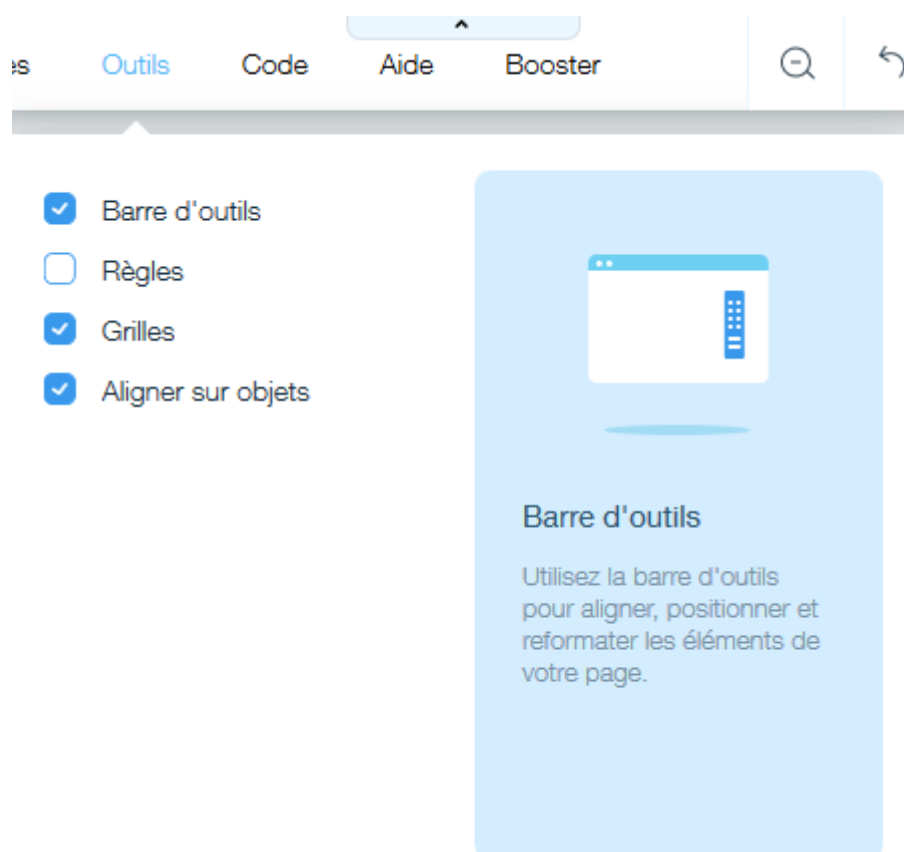 Outils Code Aide Booster
Barre d'outils
Règles
Grilles
Aligner sur objets
Barre d'outils
Utilisez la barre d'outils
pour aligner, positionner et
reformater les éléments de
votre page.